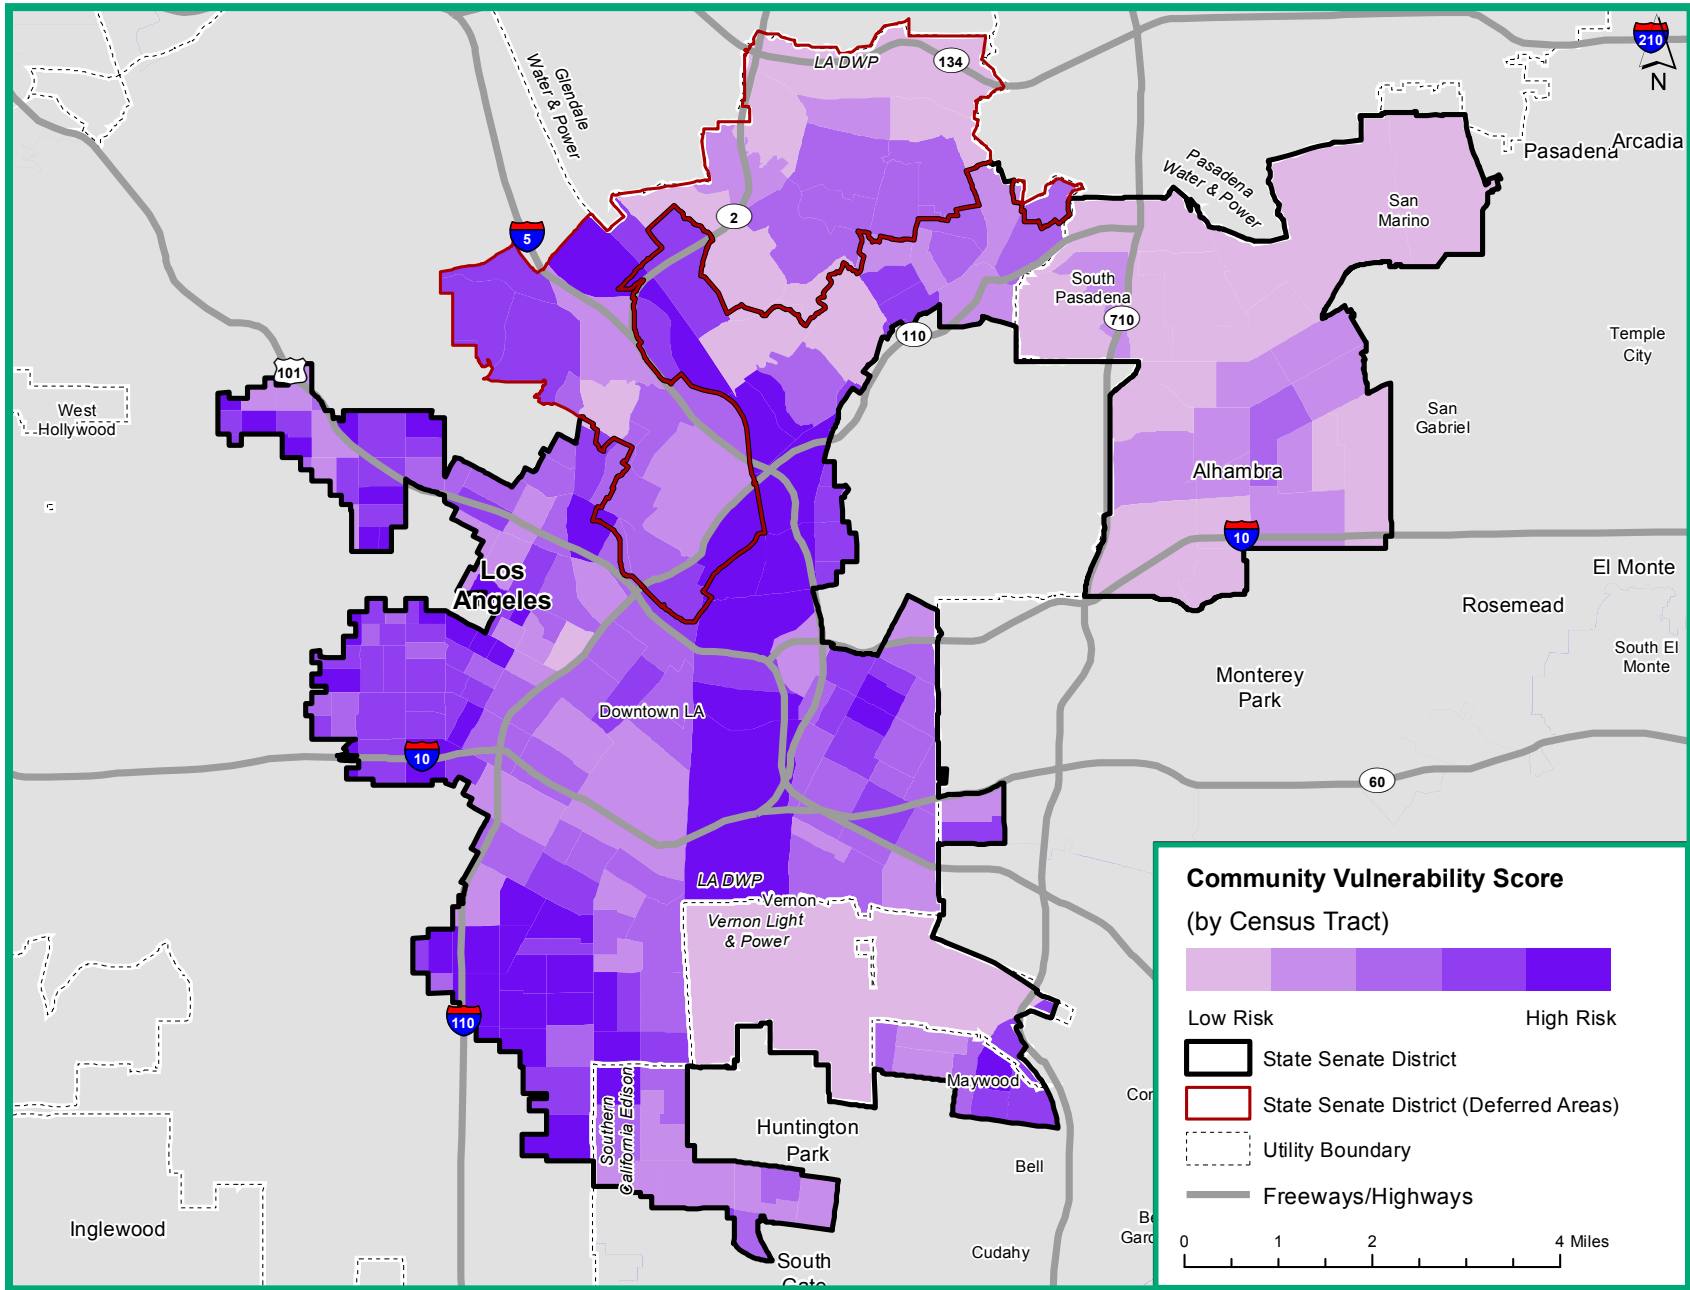 LA DWP
134
210
N
Glendale
Water & Power
Pasadena
Arcadia
Pasadena
Water & Power
San
Marino
2
5
South
Pasadena
710
110
Temple
City
101
West
Hollywood
San
Gabriel
Alhambra
10
Los
Angeles
El Monte
Rosemead
South El
Monte
Monterey
Park
Downtown LA
10
60
LA DWP
Vernon
Vernon Light
& Power
110
Maywood
Southern
California Edison
Huntington
Park
Bell
Cor
Be
Gard
Inglewood
Cudahy
South
Gate
Community Vulnerability Score
(by Census Tract)
Low Risk
High Risk
State Senate District
State Senate District (Deferred Areas)
Utility Boundary
Freeways/Highways
0
1
2
4 Miles